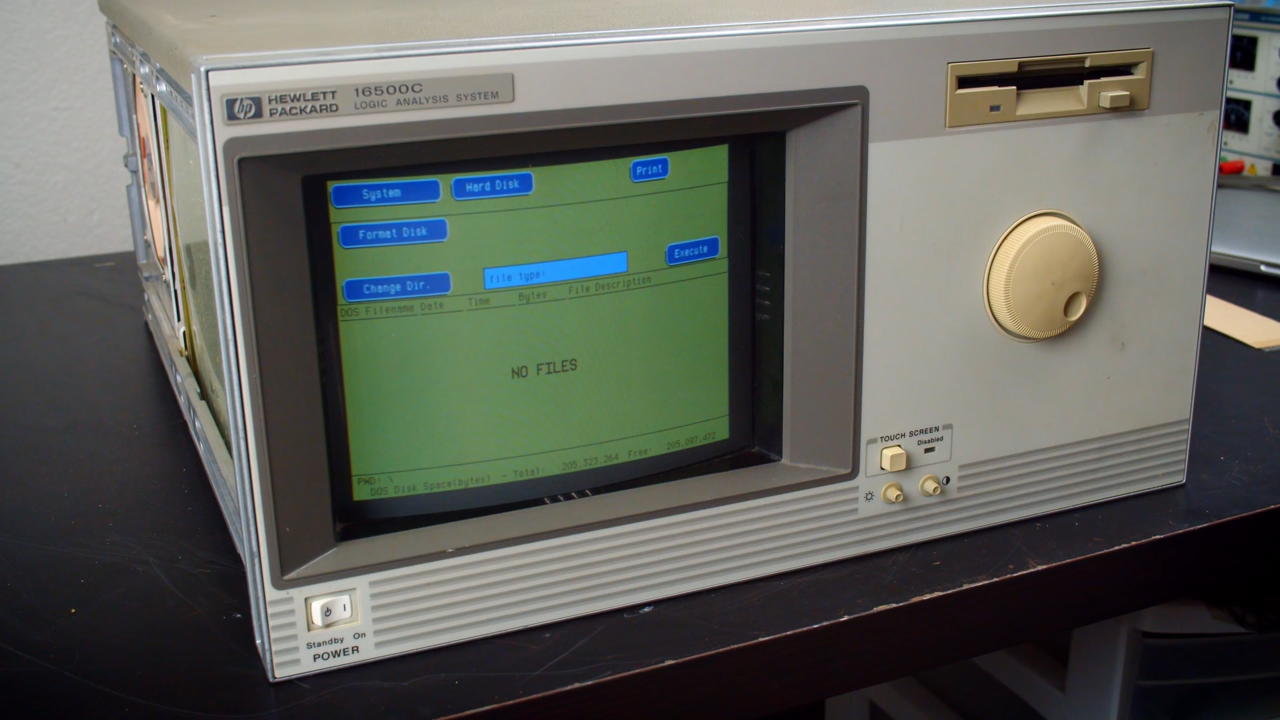 hp HEWLETT PACKARD
16500C
LOGIC ANALYSIS SYSTEM
System Hard Disk Print
Format Disk
Execute
file type:
Change Dir.
DOS Filename Date Time Bytes File Description
NO FILES
PWD: \
DOS Disk Space(bytes) - Total: 205.323.264 Free: 205.087.472
TOUCH SCREEN
Disabled
Standby On
POWER